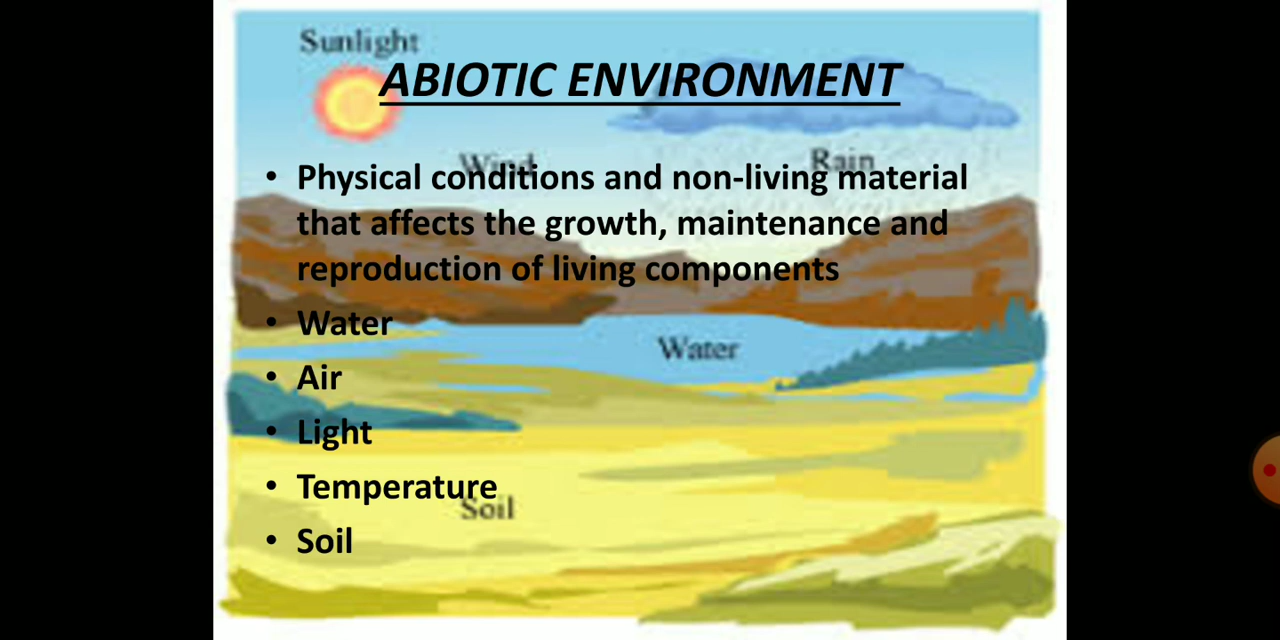 Sunlight
ABIOTIC ENVIRONMENT
Wind
Rain
• Physical conditions and non-living material
that affects the growth, maintenance and
reproduction of living components
• Water
Water
• Air
• Light
• Temperature
Soil
• Soil